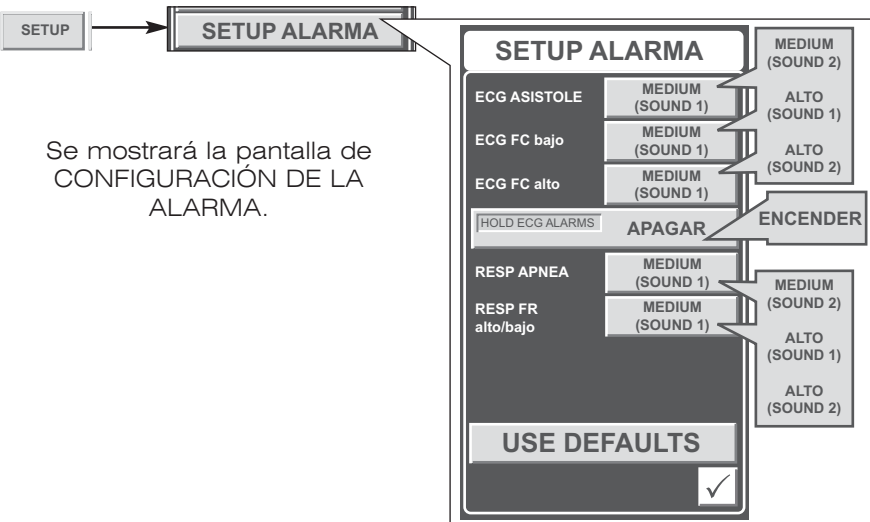 SETUP
SETUP ALARMA
Se mostrará la pantalla de
CONFIGURACIÓN DE LA
ALARMA.
SETUP ALARMA
ECG ASISTOLE
MEDIUM
(SOUND 1)
ECG FC bajo
MEDIUM
(SOUND 1)
ECG FC alto
MEDIUM
(SOUND 1)
MEDIUM
(SOUND 2)
ALTO
(SOUND 1)
ALTO
(SOUND 2)
HOLD ECG ALARMS
APAGAR
ENCENDER
RESP APNEA
MEDIUM
(SOUND 1)
RESP FR
alto/bajo
MEDIUM
(SOUND 1)
MEDIUM
(SOUND 2)
ALTO
(SOUND 1)
ALTO
(SOUND 2)
USE DEFAULTS